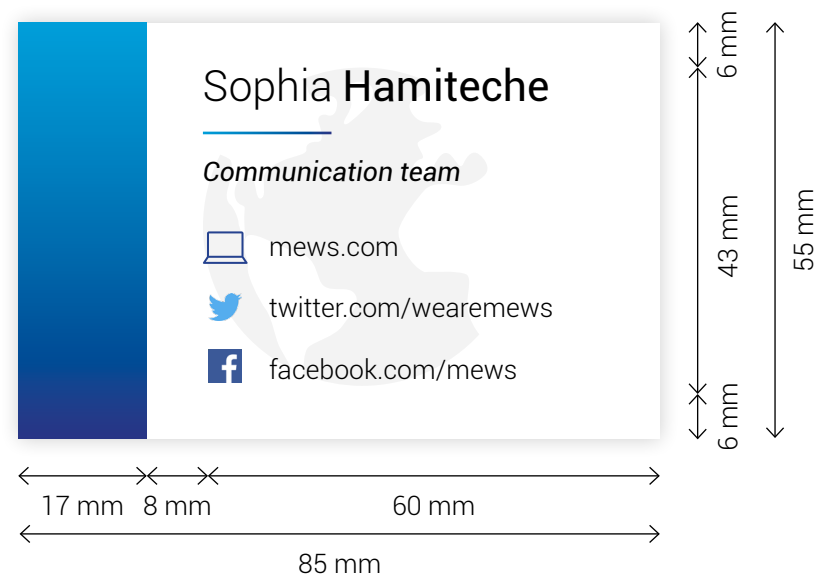 Sophia Hamiteche
Communication team
mews.com
twitter.com/wearemews
facebook.com/mews
6 mm
43 mm
6 mm
55 mm
17 mm
8 mm
60 mm
85 mm